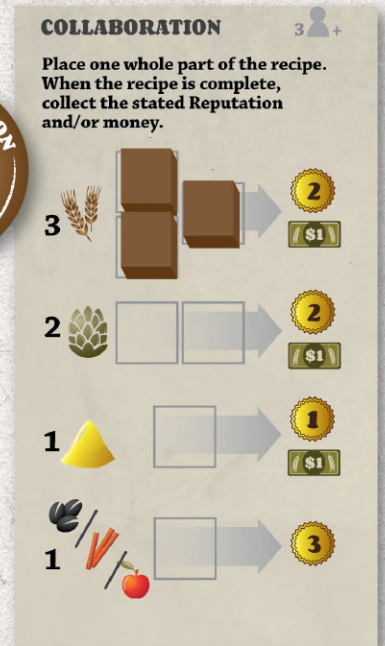 COLLABORATION 3 +
Place one whole part of the recipe.
When the recipe is complete,
collect the stated Reputation
and/or money.
3 2
$1
2 2
$1
1 1
$1
1 3
ON